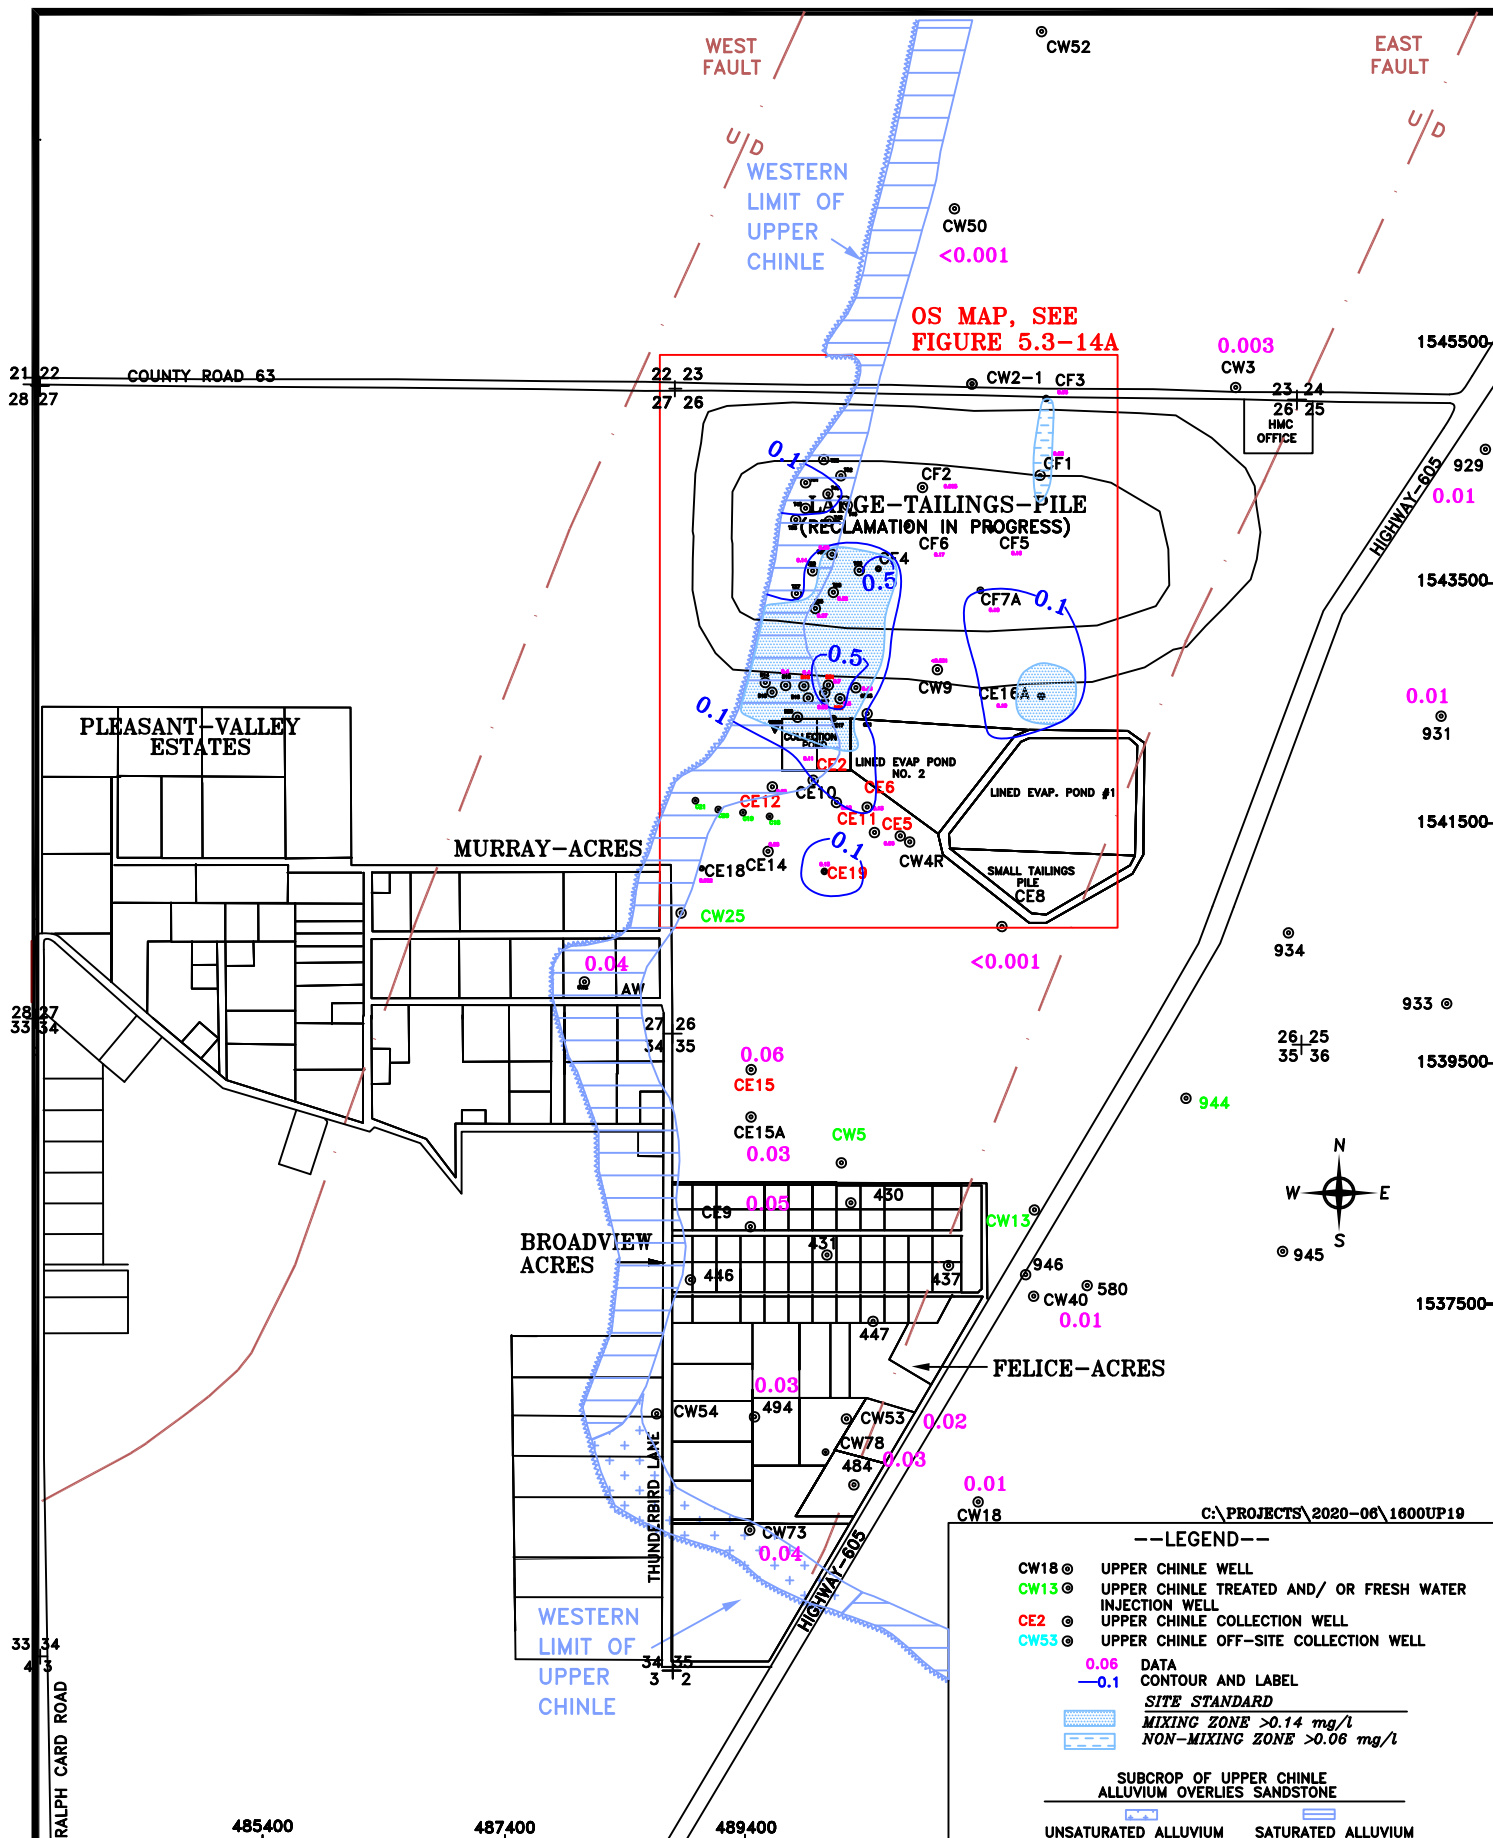 WEST
FAULT
EAST
FAULT
CW52
U/D
U/D
WESTERN
LIMIT OF
UPPER
CHINLE
CW50
<0.001
OS MAP, SEE
FIGURE 5.3-14A
0.003
CW3
1545500
21 22
28 27
COUNTY ROAD 63
22 23
27 26
CW2-1
CF3
23 24
26 25
HMC
OFFICE
929
0.01
0.1
CF2
CF1
LARGE-TAILINGS-PILE
(RECLAMATION IN PROGRESS)
HIGHWAY-605
CF6
CF5
CF4
0.5
1543500
CF7A
0.1
0.5
CW9
CE16A
0.01
931
0.1
PLEASANT-VALLEY
ESTATES
COLLECTION
POND
CE2
LINED EVAP POND
NO. 2
CE10
CE6
LINED EVAP. POND #1
CE12
CE11
CE5
1541500
MURRAY-ACRES
0.1
CW4R
CE14
CE18
CE19
SMALL TAILINGS
PILE
CE8
CW25
934
0.04
<0.001
AW
933
28 27
33 34
27 26
34 35
26 25
35 36
0.06
CE15
1539500
944
CE15A
0.03
CW5
N
W E
S
0.05
CE9
430
CW13
BROADVIEW
ACRES
431
945
446
437
946
580
CW40
0.01
1537500
447
FELICE-ACRES
0.03
494
CW54
CW53
0.02
CW78
0.03
484
THUNDERBIRD LANE
0.01
CW18
CW73
0.04
HIGHWAY-605
C:\PROJECTS\2020-06\1600UP19
--LEGEND--
CW18 UPPER CHINLE WELL
CW13 UPPER CHINLE TREATED AND/ OR FRESH WATER
INJECTION WELL
CE2 UPPER CHINLE COLLECTION WELL
CW53 UPPER CHINLE OFF-SITE COLLECTION WELL
0.06 DATA
0.1 CONTOUR AND LABEL
SITE STANDARD
MIXING ZONE >0.14 mg/l
NON-MIXING ZONE >0.06 mg/l
SUBCROP OF UPPER CHINLE
ALLUVIUM OVERLIES SANDSTONE
UNSATURATED ALLUVIUM SATURATED ALLUVIUM
WESTERN
LIMIT OF
UPPER
CHINLE
33 34
4 3
34 35
3 2
RALPH CARD ROAD
485400
487400
489400